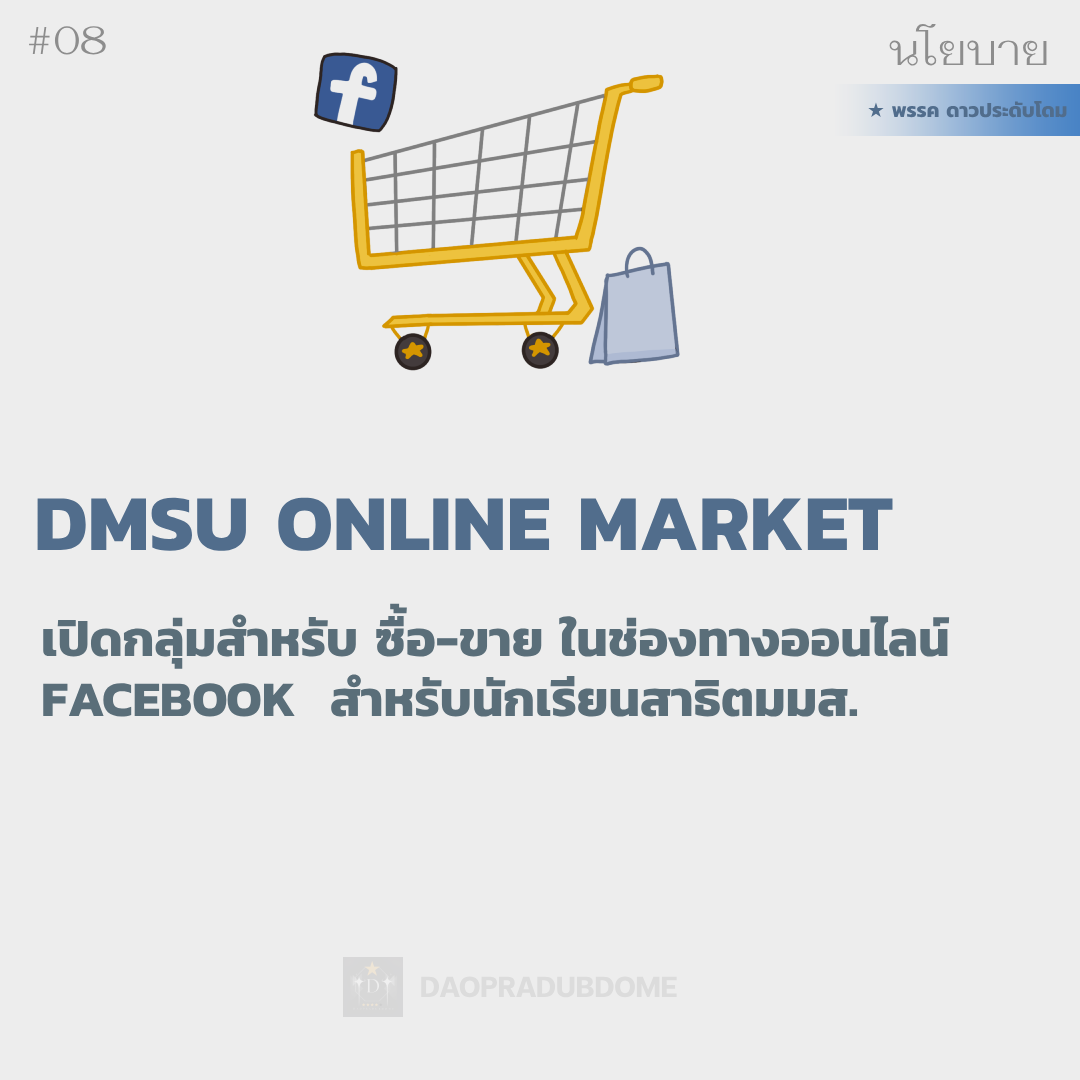 #08
นโยบาย
★ พรรค ดาวประดับโดม
DMSU ONLINE MARKET
เปิดกลุ่มสำหรับ ซื้อ-ขาย ในช่องทางออนไลน์
FACEBOOK สำหรับนักเรียนสาธิตมมส.
D
DAOPRADUBDOME